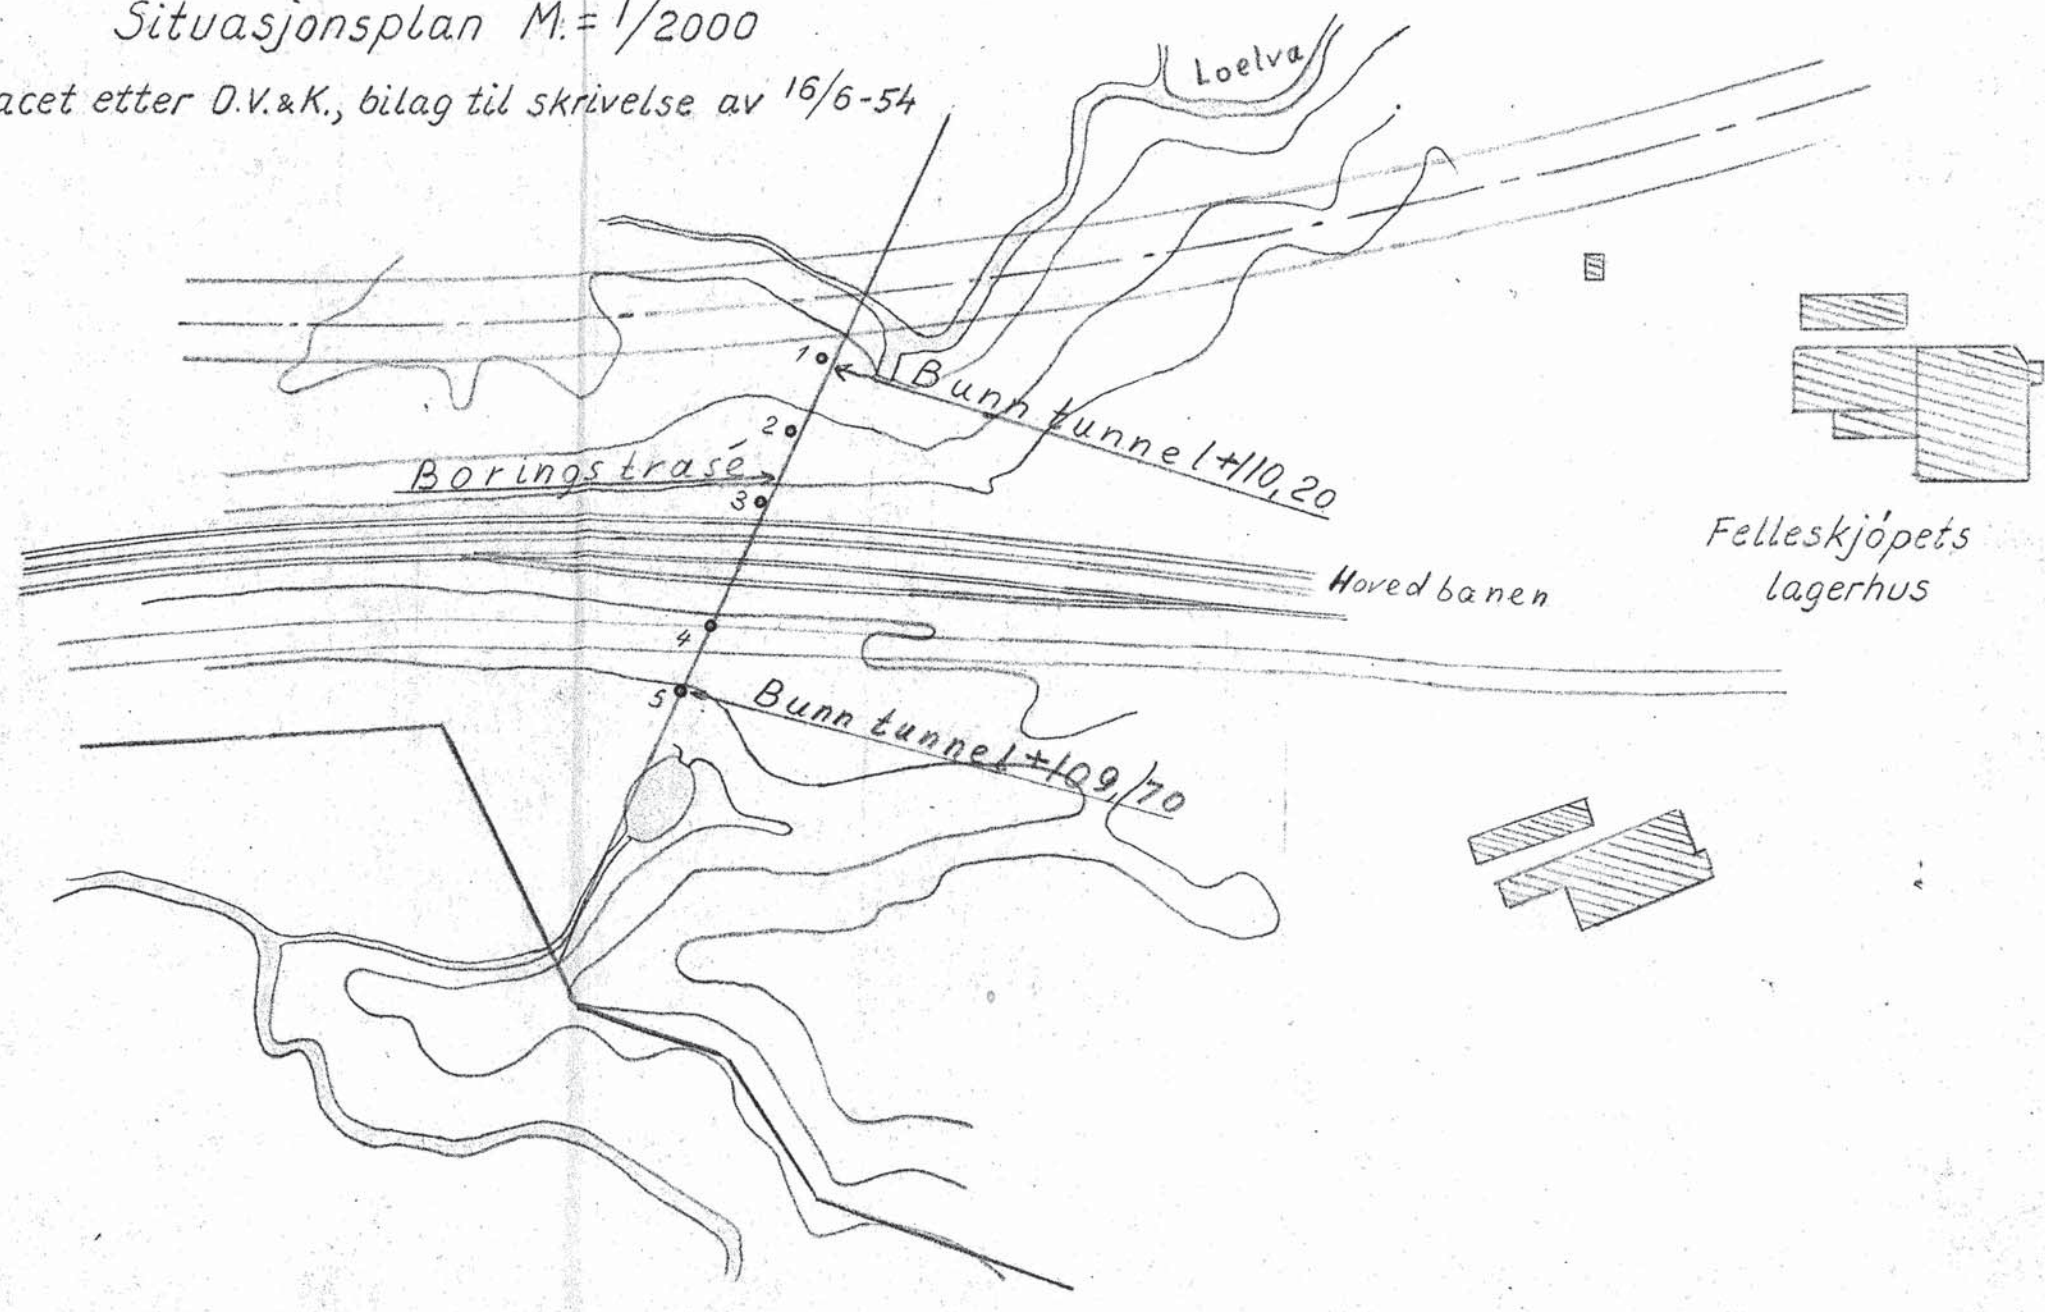 Situasjonsplan M.= 1/2000
acet etter O.V.&K., bilag til skrivelse av 16/6-54
Loelva
1
Bunn tunnel +110,20
2
Boringstrasé
3
Felleskjöpets
lagerhus
Hovedbanen
4
5
Bunn tunnel +109,70